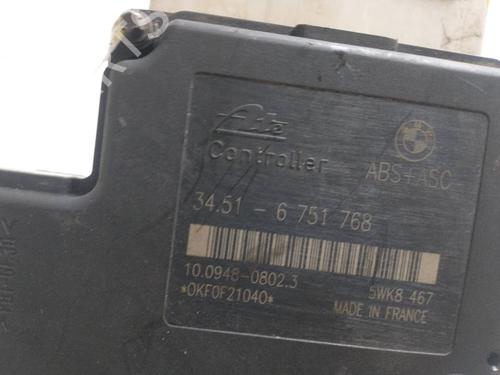 Ate
Controller
ABS+ASC
34.51 - 6 751 768
10.0948-0802.3
5WK8 467
*OKF0F21040*
MADE IN FRANCE